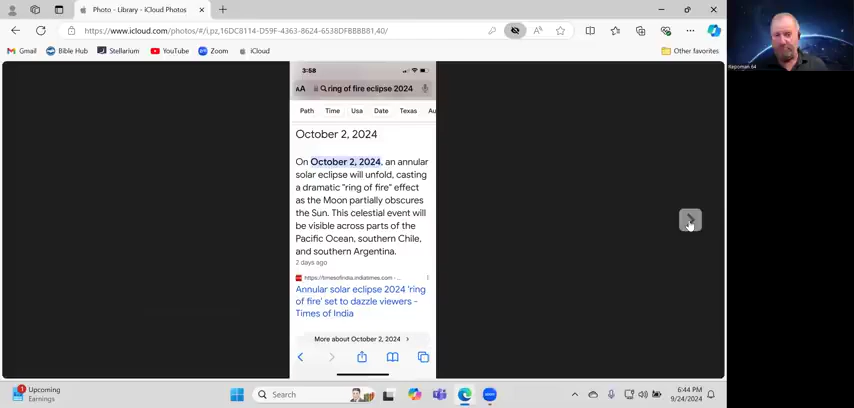 Photo - Library - iCloud Photos
https://www.icloud.com/photos/#/i,pz,16DC8114-D59F-4363-8624-6538DFBBBB81,40/
Gmail
Bible Hub
Stellarium
YouTube
Zoom
iCloud
Other favorites
Hapoman 64
3:58
AA
ring of fire eclipse 2024
Path Time Usa Date Texas Au
October 2, 2024
On October 2, 2024, an annular
solar eclipse will unfold, casting
a dramatic "ring of fire" effect
as the Moon partially obscures
the Sun. This celestial event will
be visible across parts of the
Pacific Ocean, southern Chile,
and southern Argentina.
2 days ago
https://timesofindia.indiatimes.com › ...
Annular solar eclipse 2024 'ring
of fire' set to dazzle viewers -
Times of India
More about October 2, 2024
1
Upcoming
Earnings
Search
6:44 PM
9/24/2024